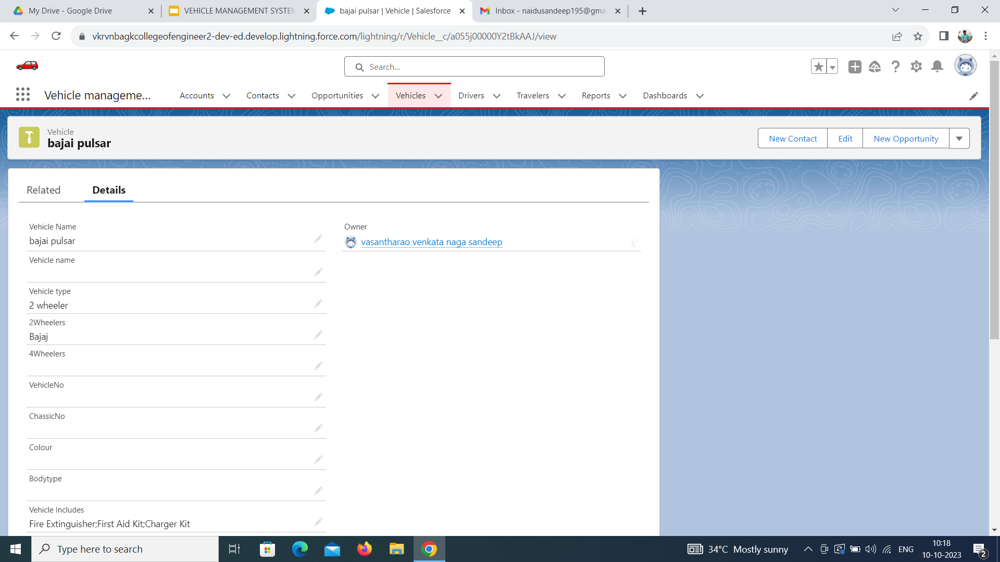 My Drive - Google Drive
VEHICLE MANAGEMENT SYSTEM
bajai pulsar | Vehicle | Salesforce
Inbox - naidusandeep195@gma
vkrvnbagkcollegeofengineer2-dev-ed.develop.lightning.force.com/lightning/r/Vehicle__c/a055j00000Y2tBkAAJ/view
Search...
Vehicle manageme...
Accounts
Contacts
Opportunities
Vehicles
Drivers
Travelers
Reports
Dashboards
Vehicle
bajai pulsar
New Contact
Edit
New Opportunity
Related
Details
Vehicle Name
bajai pulsar
Owner
vasantharao venkata naga sandeep
Vehicle name
Vehicle type
2 wheeler
2Wheelers
Bajaj
4Wheelers
VehicleNo
ChassicNo
Colour
Bodytype
Vehicle Includes
Fire Extinguisher;First Aid Kit;Charger Kit
Type here to search
34°C Mostly sunny
ENG
10:18
10-10-2023
2